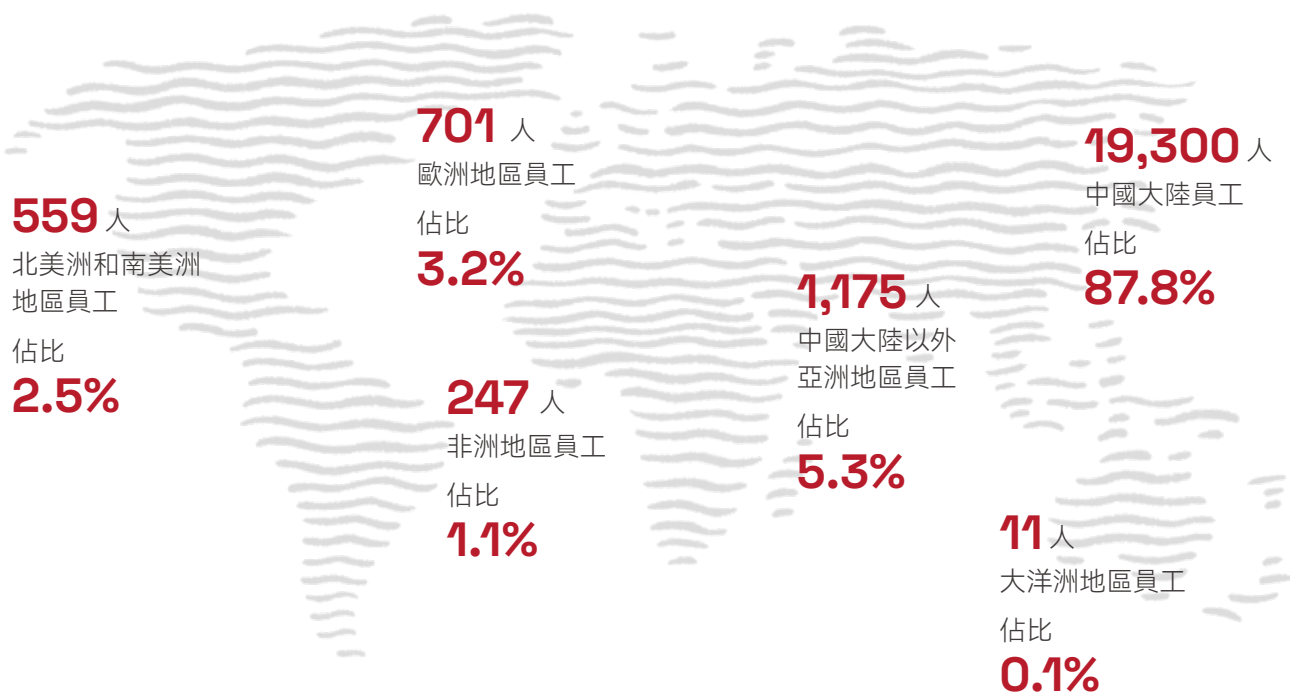 559 人
北美洲和南美洲
地區員工
佔比
2.5%
701 人
歐洲地區員工
佔比
3.2%
247 人
非洲地區員工
佔比
1.1%
1,175 人
中國大陸以外
亞洲地區員工
佔比
5.3%
19,300 人
中國大陸員工
佔比
87.8%
11 人
大洋洲地區員工
佔比
0.1%